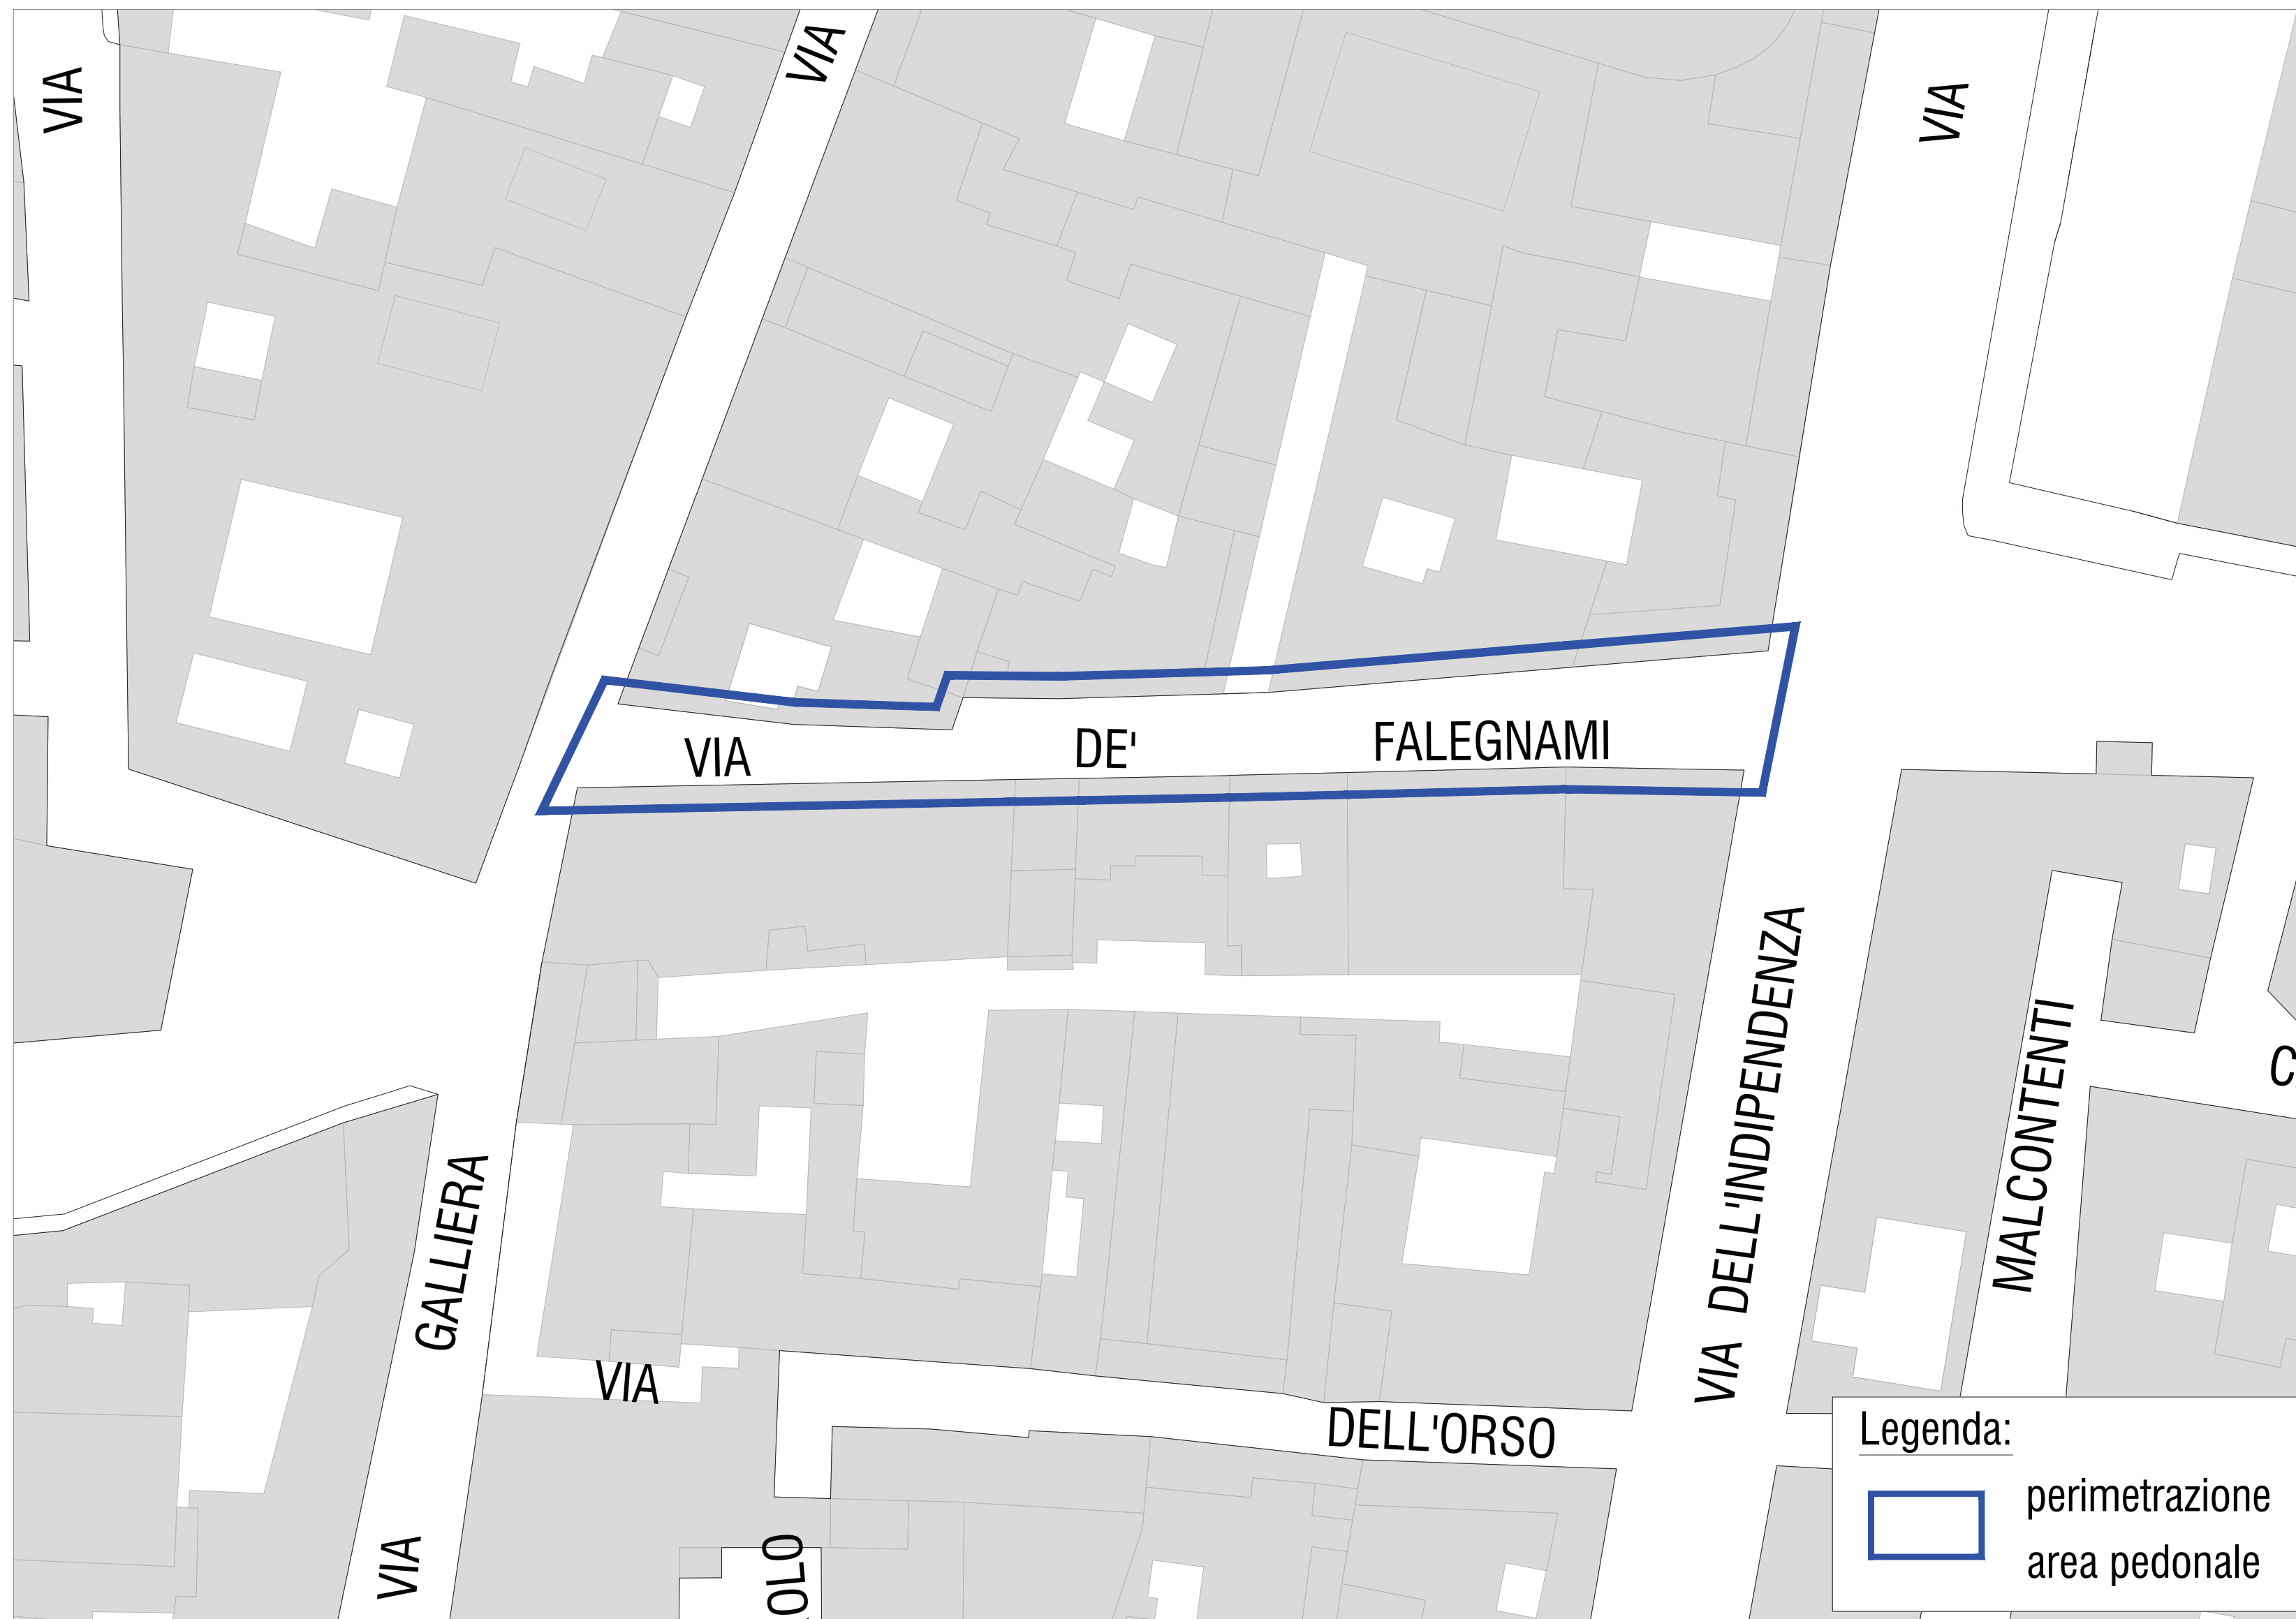 VIA
VIA
VIA
VIA DE' FALEGNAMI
VIA DELL'INDIPENDENZA
MALCONTENTI
GALLIERA
VIA
VIA
DELL'ORSO
Legenda:
perimetrazione
area pedonale